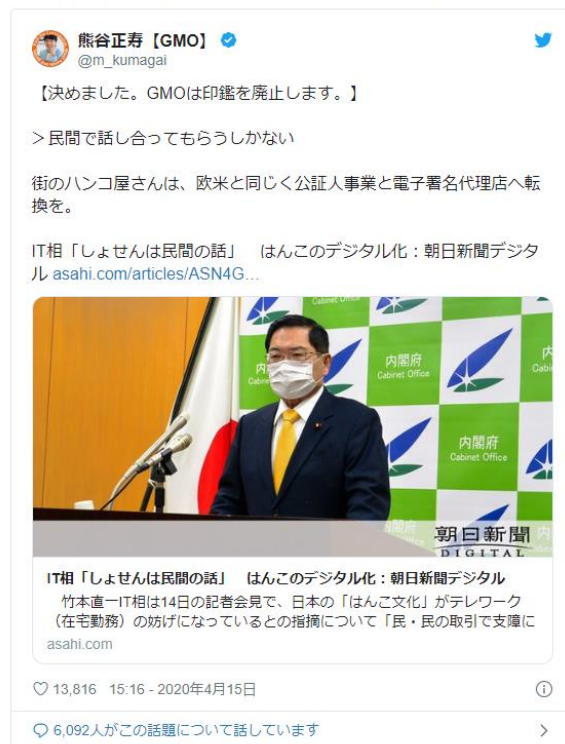 熊谷正寿【GMO】
@m_kumagai
【決めました。GMOは印鑑を廃止します。】
＞民間で話し合ってもらうしかない
街のハンコ屋さんは、欧米と同じく公証人事業と電子署名代理店へ転
換を。
IT相「しょせんは民間の話」　はんこのデジタル化：朝日新聞デジタ
ル asahi.com/articles/ASN4G…
Cabinet Office
内閣府
Cabinet Office
内閣府
Cabinet Office
朝日新聞
DIGITAL
IT相「しょせんは民間の話」　はんこのデジタル化：朝日新聞デジタル
竹本直一IT相は14日の記者会見で、日本の「はんこ文化」がテレワーク
（在宅勤務）の妨げになっているとの指摘について「民・民の取引で支障に
asahi.com
13,816　15:16 - 2020年4月15日
6,092人がこの話題について話しています